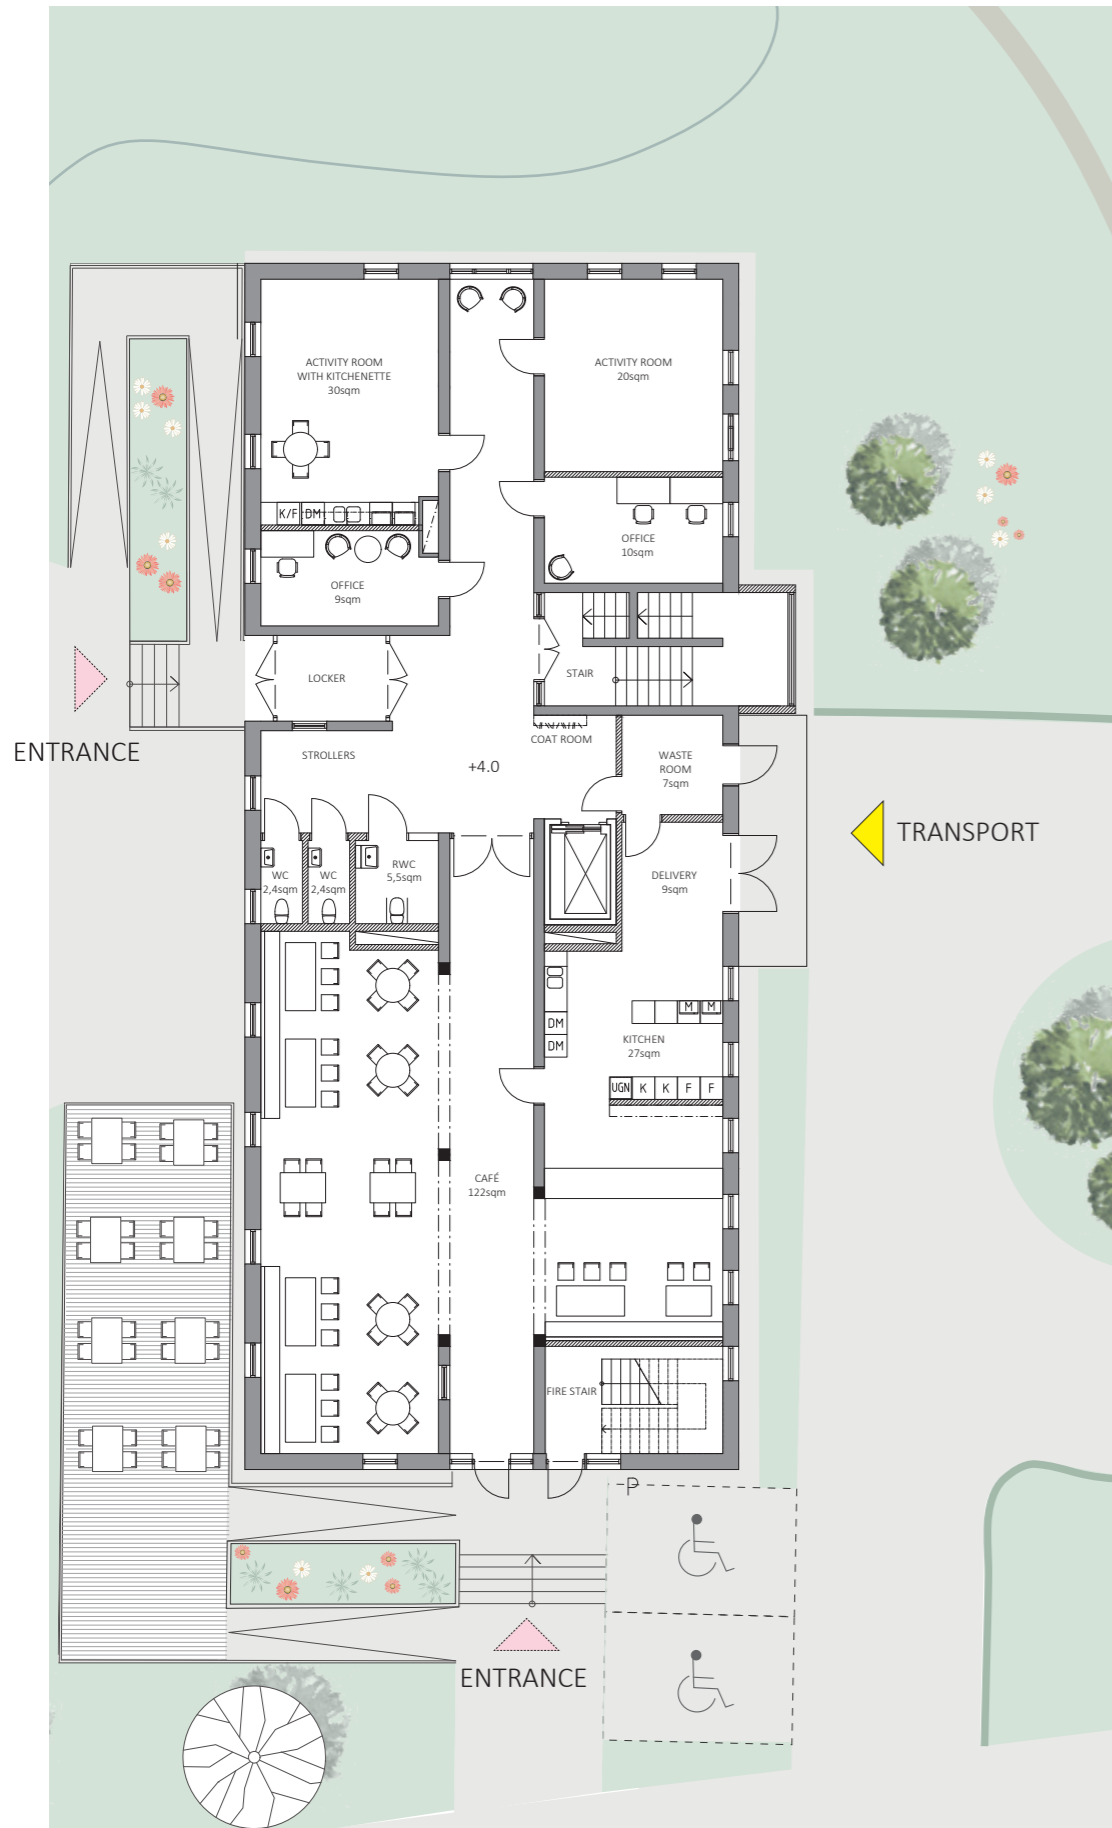 ACTIVITY ROOM
WITH KITCHENETTE
30sqm
ACTIVITY ROOM
20sqm
K/F DM
OFFICE
10sqm
OFFICE
9sqm
LOCKER
STAIR
ENTRANCE
STROLLERS
+4.0
COAT ROOM
WASTE
ROOM
7sqm
TRANSPORT
WC
2,4sqm
WC
2,4sqm
RWC
5,5sqm
DELIVERY
9sqm
M M
DM
DM
KITCHEN
27sqm
UGN K K F F
CAFÉ
122sqm
FIRE STAIR
P
ENTRANCE